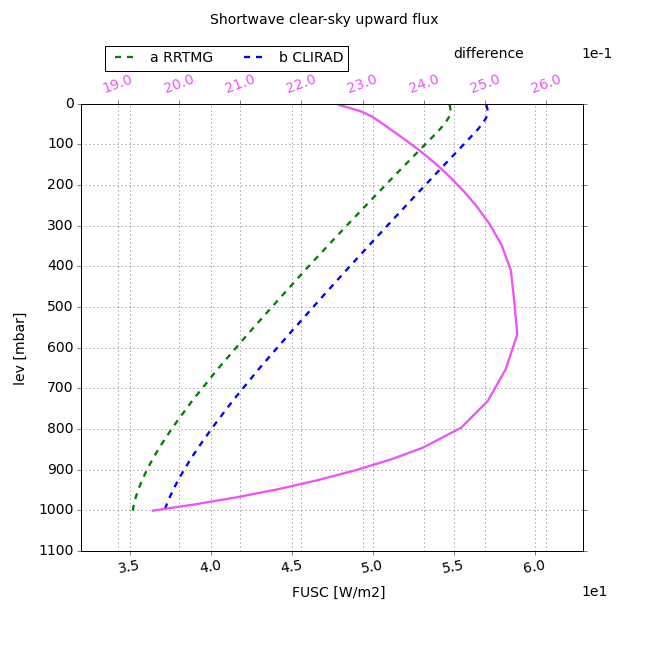 Shortwave clear-sky upward flux
a RRTMG b CLIRAD difference 1e-1
19.0 20.0 21.0 22.0 23.0 24.0 25.0 26.0
0
100
200
300
400
500
600
700
800
900
1000
1100
lev [mbar]
3.5 4.0 4.5 5.0 5.5 6.0
FUSC [W/m2] 1e1